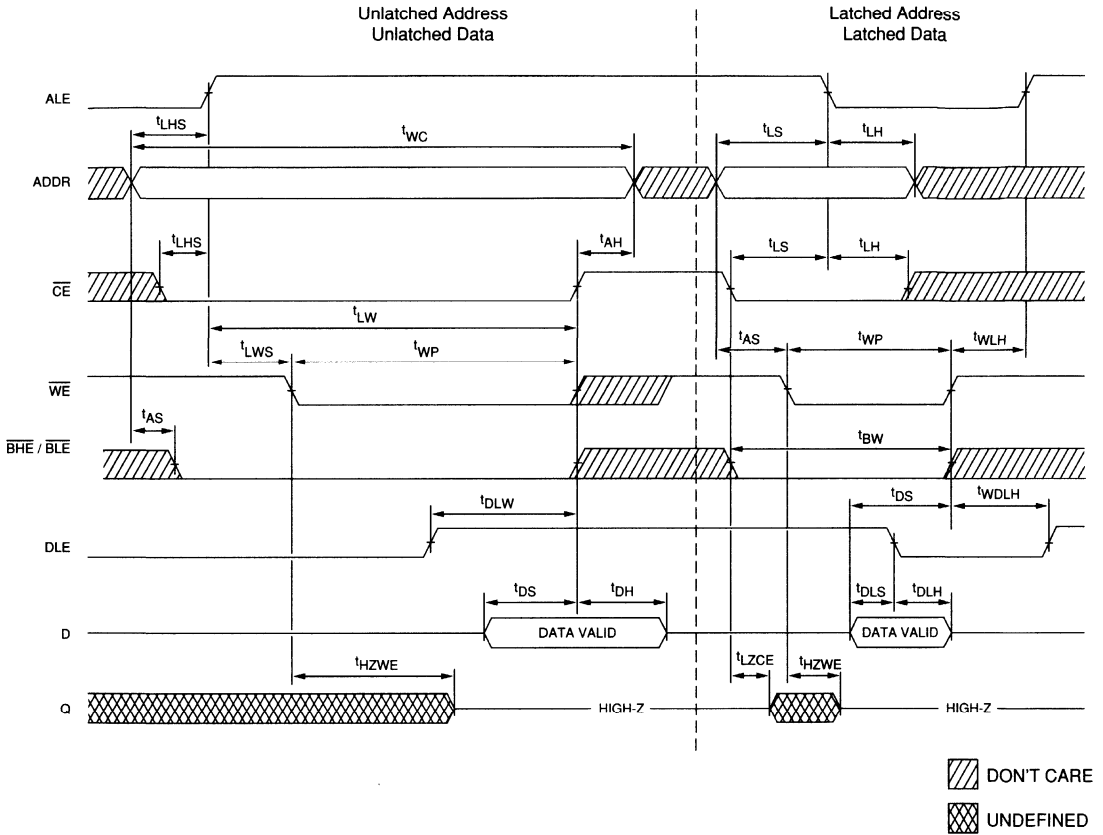 Unlatched Address
Unlatched Data
Latched Address
Latched Data
ALE
tLHS
tWC
tLS
tLH
ADDR
tLHS
tAH
tLS
tLH
CE
tLW
tLWS
tWP
tAS
tWP
tWLH
WE
tAS
BHE / BLE
tBW
tDLW
tDS
tWDLH
DLE
tDS
tDH
tDLS
tDLH
D
DATA VALID
DATA VALID
tHZWE
tLZCE
tHZWE
Q
HIGH-Z
HIGH-Z
DON'T CARE
UNDEFINED